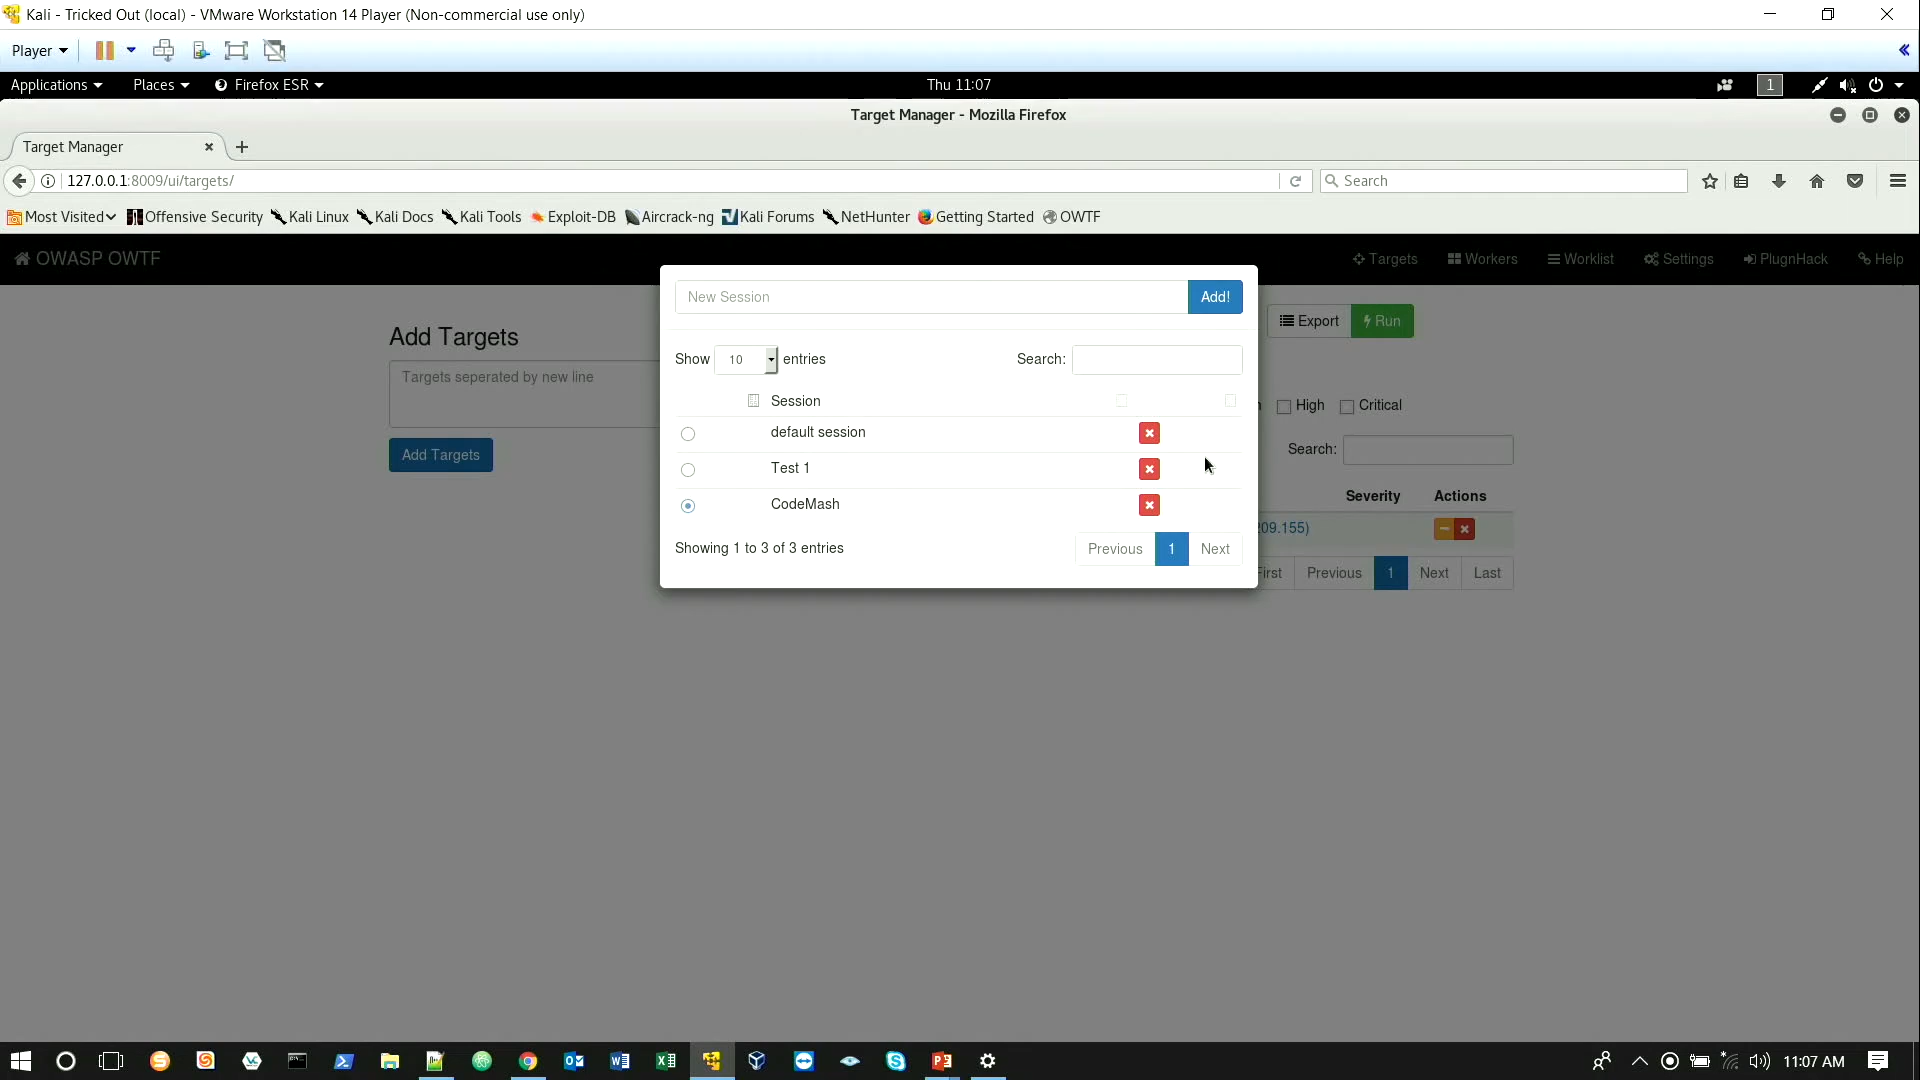 Kali - Tricked Out (local) - VMware Workstation 14 Player (Non-commercial use only)
Player
Applications Places Firefox ESR Thu 11:07 1
Target Manager - Mozilla Firefox
Target Manager
127.0.0.1:8009/ui/targets/ Search
Most Visited Offensive Security Kali Linux Kali Docs Kali Tools Exploit-DB Aircrack-ng Kali Forums NetHunter Getting Started OWTF
OWASP OWTF Targets Workers Worklist Settings PlugnHack Help
New Session Add!
Export Run
Add Targets
Show 10 entries Search:
Targets seperated by new line
Session
High Critical
default session
Search:
Add Targets
Test 1
Severity Actions
CodeMash
209.155)
Showing 1 to 3 of 3 entries Previous 1 Next
First Previous 1 Next Last
11:07 AM